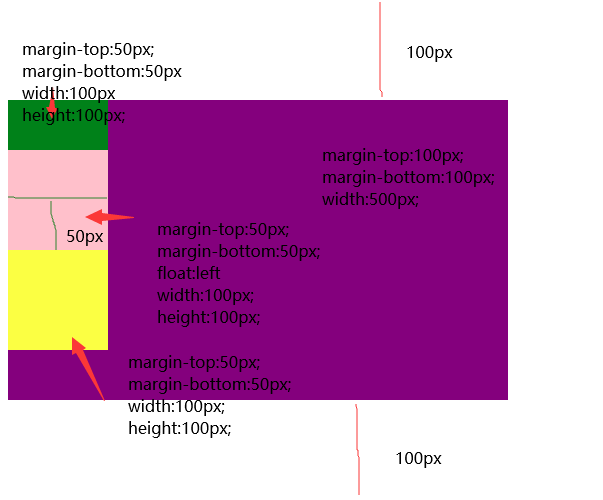 margin-top:50px;
margin-bottom:50px
width:100px
height:100px;
100px
margin-top:100px;
margin-bottom:100px;
width:500px;
50px
margin-top:50px;
margin-bottom:50px;
float:left
width:100px;
height:100px;
margin-top:50px;
margin-bottom:50px;
width:100px;
height:100px;
100px